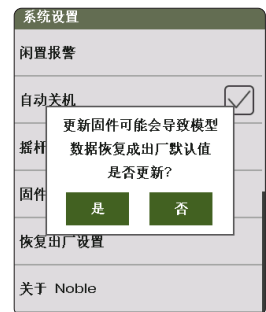 系统设置
闲置报警
自动关机
更新固件可能会导致模型
数据恢复成出厂默认值
是否更新?
摇杆
固件
是
否
恢复出厂设置
关于 Noble